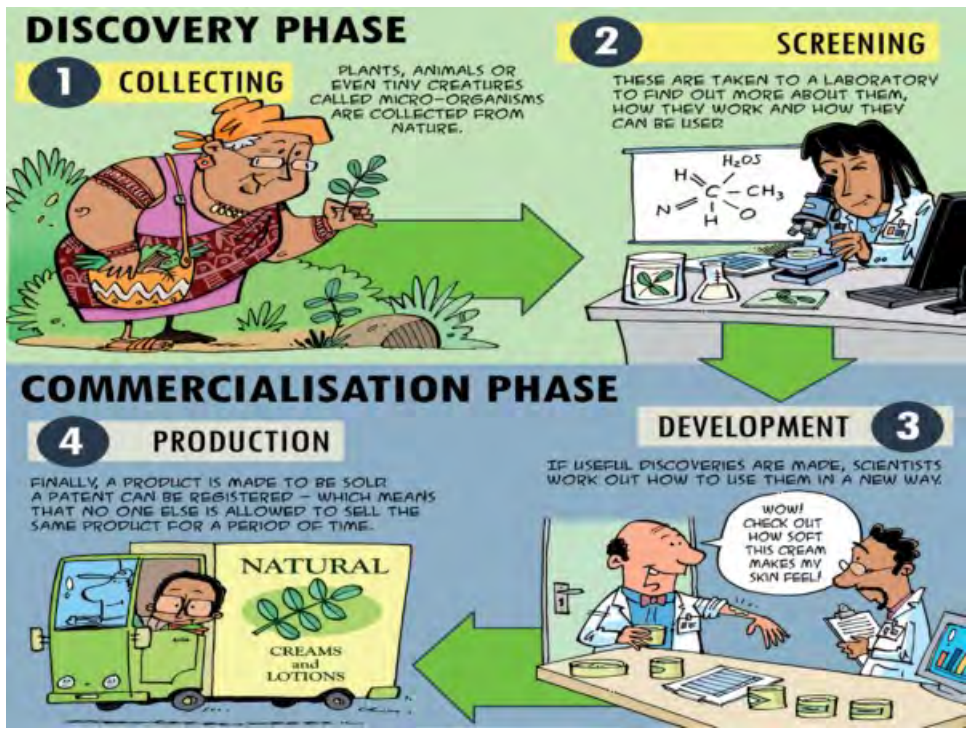 DISCOVERY PHASE
1 COLLECTING
PLANTS, ANIMALS OR
EVEN TINY CREATURES
CALLED MICRO-ORGANISMS
ARE COLLECTED FROM
NATURE.
2 SCREENING
THESE ARE TAKEN TO A LABORATORY
TO FIND OUT MORE ABOUT THEM,
HOW THEY WORK AND HOW THEY
CAN BE USED.
H₂OS
H C CH₃
N H O
COMMERCIALISATION PHASE
DEVELOPMENT 3
IF USEFUL DISCOVERIES ARE MADE, SCIENTISTS
WORK OUT HOW TO USE THEM IN A NEW WAY.
WOW!
CHECK OUT
HOW SOFT
THIS CREAM
MAKES MY
SKIN FEEL!
4 PRODUCTION
FINALLY, A PRODUCT IS MADE TO BE SOLD.
A PATENT CAN BE REGISTERED – WHICH MEANS
THAT NO ONE ELSE IS ALLOWED TO SELL THE
SAME PRODUCT FOR A PERIOD OF TIME.
NATURAL
CREAMS
and
LOTIONS